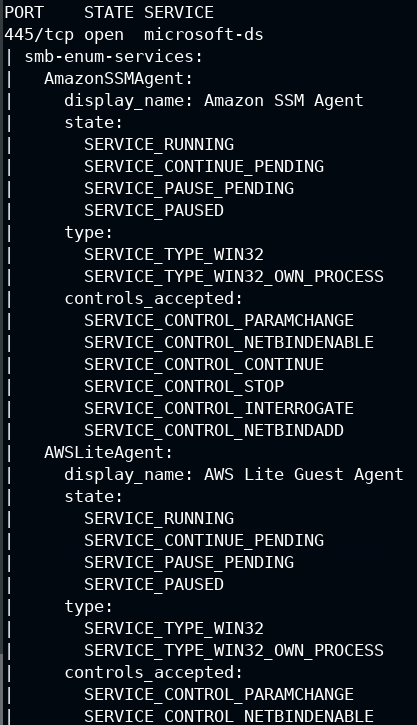 PORT    STATE SERVICE
445/tcp open  microsoft-ds
| smb-enum-services:
|   AmazonSSMAgent:
|     display_name: Amazon SSM Agent
|     state:
|       SERVICE_RUNNING
|       SERVICE_CONTINUE_PENDING
|       SERVICE_PAUSE_PENDING
|       SERVICE_PAUSED
|     type:
|       SERVICE_TYPE_WIN32
|       SERVICE_TYPE_WIN32_OWN_PROCESS
|     controls_accepted:
|       SERVICE_CONTROL_PARAMCHANGE
|       SERVICE_CONTROL_NETBINDENABLE
|       SERVICE_CONTROL_CONTINUE
|       SERVICE_CONTROL_STOP
|       SERVICE_CONTROL_INTERROGATE
|       SERVICE_CONTROL_NETBINDADD
|   AWSLiteAgent:
|     display_name: AWS Lite Guest Agent
|     state:
|       SERVICE_RUNNING
|       SERVICE_CONTINUE_PENDING
|       SERVICE_PAUSE_PENDING
|       SERVICE_PAUSED
|     type:
|       SERVICE_TYPE_WIN32
|       SERVICE_TYPE_WIN32_OWN_PROCESS
|     controls_accepted:
|       SERVICE_CONTROL_PARAMCHANGE
|       SERVICE_CONTROL_NETBINDENABLE